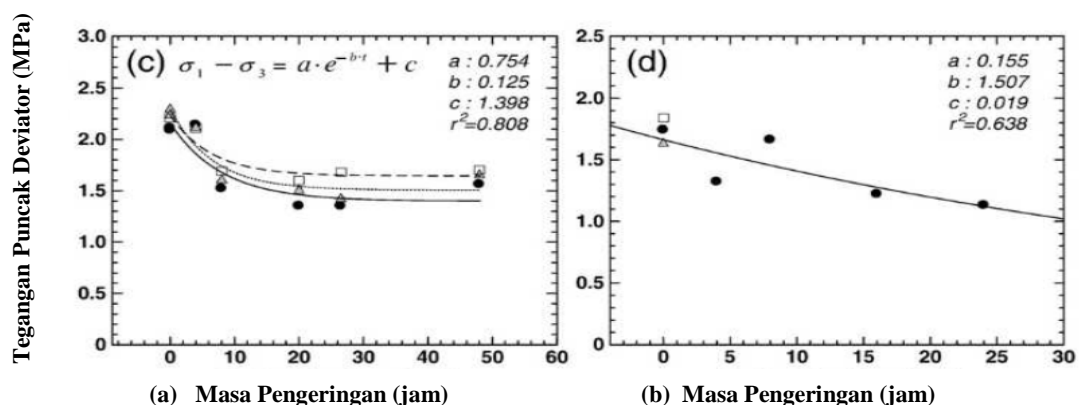 Tegangan Puncak Deviator (MPa)
3.0
2.5
2.0
1.5
1.0
0.5
0
(c) σ₁ − σ₃ = a·e^{−b·t} + c
a : 0.754
b : 0.125
c : 1.398
r²=0.808
0 10 20 30 40 50 60
(a) Masa Pengeringan (jam)
2.5
2.0
1.5
1.0
0.5
0
(d)
a : 0.155
b : 1.507
c : 0.019
r²=0.638
0 5 10 15 20 25 30
(b) Masa Pengeringan (jam)